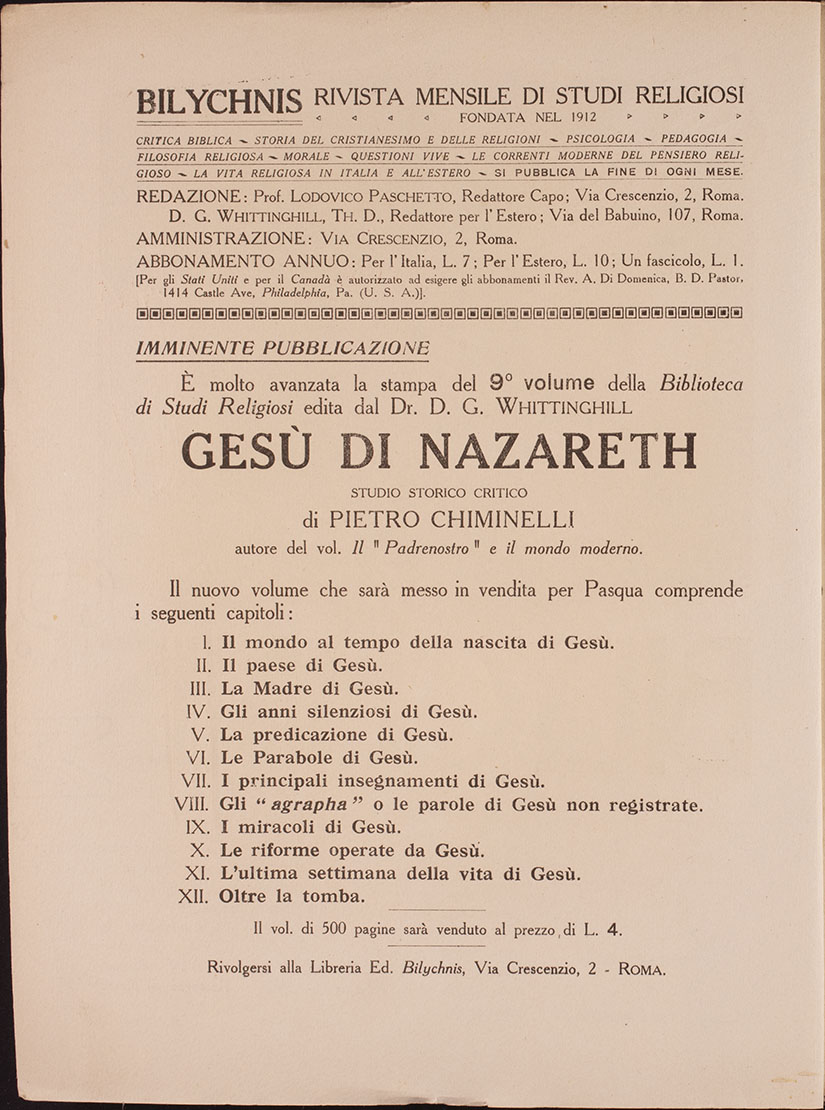 BILYCHNIS RIVISTA MENSILE DI STUDI RELIGIOSI
FONDATA NEL 1912
CRITICA BIBLICA ~ STORIA DEL CRISTIANESIMO E DELLE RELIGIONI ~ PSICOLOGIA ~ PEDAGOGIA ~
FILOSOFIA RELIGIOSA ~ MORALE ~ QUESTIONI VIVE ~ LE CORRENTI MODERNE DEL PENSIERO RELI-
GIOSO ~ LA VITA RELIGIOSA IN ITALIA E ALL'ESTERO ~ SI PUBBLICA LA FINE DI OGNI MESE.
REDAZIONE: Prof. LODOVICO PASCHETTO, Redattore Capo; Via Crescenzio, 2, Roma.
D. G. WHITTINGHILL, TH. D., Redattore per l'Estero; Via del Babuino, 107, Roma.
AMMINISTRAZIONE: VIA CRESCENZIO, 2, Roma.
ABBONAMENTO ANNUO: Per l'Italia, L. 7; Per l'Estero, L. 10; Un fascicolo, L. 1.
[Per gli Stati Uniti e per il Canadà è autorizzato ad esigere gli abbonamenti il Rev. A. Di Domenica, B. D. Pastor,
1414 Castle Ave, Philadelphia, Pa. (U. S. A.)].
IMMINENTE PUBBLICAZIONE
È molto avanzata la stampa del 9° volume della Biblioteca
di Studi Religiosi edita dal Dr. D. G. WHITTINGHILL
GESÙ DI NAZARETH
STUDIO STORICO CRITICO
di PIETRO CHIMINELLI
autore del vol. Il "Padrenostro" e il mondo moderno.
Il nuovo volume che sarà messo in vendita per Pasqua comprende
i seguenti capitoli:
I. Il mondo al tempo della nascita di Gesù.
II. Il paese di Gesù.
III. La Madre di Gesù.
IV. Gli anni silenziosi di Gesù.
V. La predicazione di Gesù.
VI. Le Parabole di Gesù.
VII. I principali insegnamenti di Gesù.
VIII. Gli "agrapha" o le parole di Gesù non registrate.
IX. I miracoli di Gesù.
X. Le riforme operate da Gesù.
XI. L'ultima settimana della vita di Gesù.
XII. Oltre la tomba.
Il vol. di 500 pagine sarà venduto al prezzo di L. 4.
Rivolgersi alla Libreria Ed. Bilychnis, Via Crescenzio, 2 - ROMA.